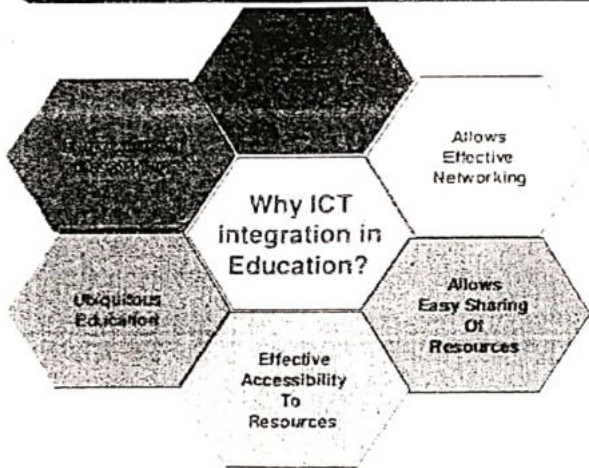 Why ICT
integration in
Education?
Allows
Effective
Networking
Allows
Easy Sharing
Of
Resources
Effective
Accessibility
To
Resources
Ubiquitous
Education